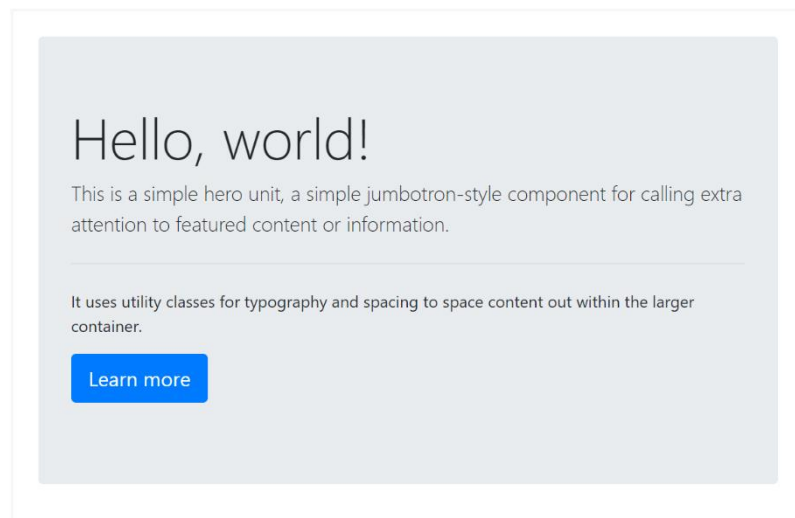 Hello, world!
This is a simple hero unit, a simple jumbotron-style component for calling extra
attention to featured content or information.
It uses utility classes for typography and spacing to space content out within the larger
container.
Learn more